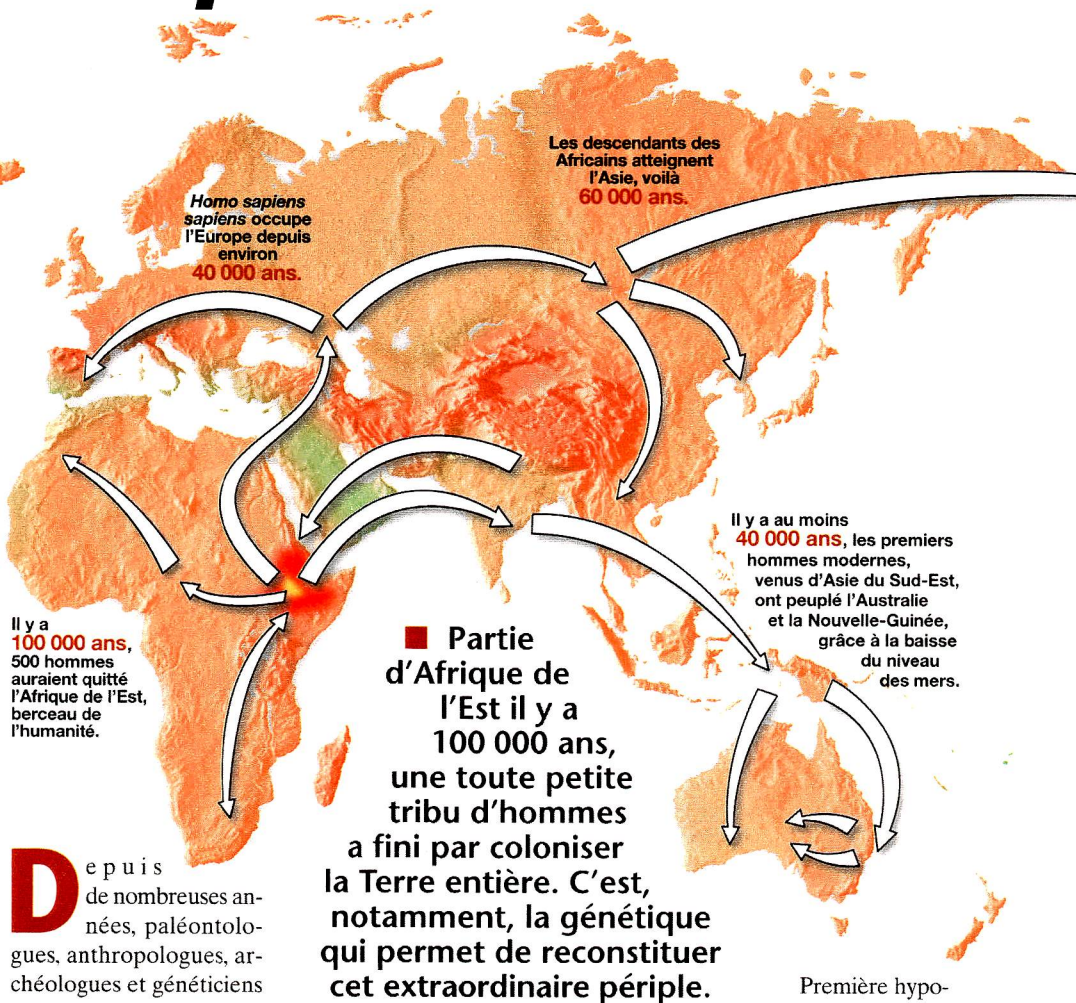 Les descendants des
Africains atteignent
l'Asie, voilà
60 000 ans.
Homo sapiens
sapiens occupe
l'Europe depuis
environ
40 000 ans.
Il y a au moins
40 000 ans, les premiers
hommes modernes,
venus d'Asie du Sud-Est,
ont peuplé l'Australie
et la Nouvelle-Guinée,
grâce à la baisse
du niveau
des mers.
Il y a
100 000 ans,
500 hommes
auraient quitté
l'Afrique de l'Est,
berceau de
l'humanité.
■ Partie
d'Afrique de
l'Est il y a
100 000 ans,
une toute petite
tribu d'hommes
a fini par coloniser
la Terre entière. C'est,
notamment, la génétique
qui permet de reconstituer
cet extraordinaire périple.
Depuis
de nombreuses an-
nées, paléontolo-
gues, anthropologues, ar-
chéologues et généticiens
Première hypo-